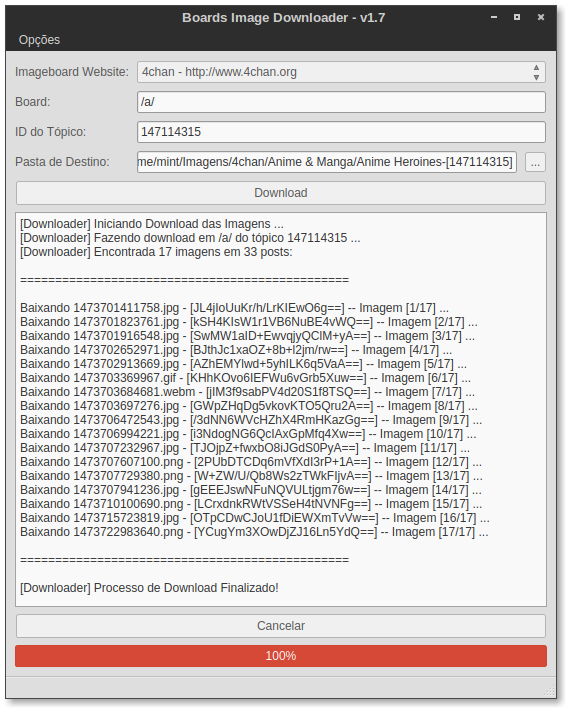 Boards Image Downloader - v1.7
Opções
Imageboard Website: 4chan - http://www.4chan.org
Board: /a/
ID do Tópico: 147114315
Pasta de Destino: me/mint/Imagens/4chan/Anime & Manga/Anime Heroines-[147114315] ...
Download
[Downloader] Iniciando Download das Imagens ...
[Downloader] Fazendo download em /a/ do tópico 147114315 ...
[Downloader] Encontrada 17 imagens em 33 posts:
===============================================
Baixando 1473701411758.jpg - [JL4jIoUuKr/h/LrKIEwO6g==] -- Imagem [1/17] ...
Baixando 1473701823761.jpg - [kSH4KIsW1r1VB6NuBE4vWQ==] -- Imagem [2/17] ...
Baixando 1473701916548.jpg - [SwMW1aID+EwvqjyQClM+yA==] -- Imagem [3/17] ...
Baixando 1473702652971.jpg - [BJthJc1xaOZ+8b+l2jm/rw==] -- Imagem [4/17] ...
Baixando 1473702913669.jpg - [AZhEMYlwd+5yhILK6q5VaA==] -- Imagem [5/17] ...
Baixando 1473703369967.gif - [KHhKOvo6IEFWu6vGrb5Xuw==] -- Imagem [6/17] ...
Baixando 1473703684681.webm - [jIM3f9sabPV4d20S1f8TSQ==] -- Imagem [7/17] ...
Baixando 1473703697276.jpg - [GWpZHqDg5vkovKTO5Qru2A==] -- Imagem [8/17] ...
Baixando 1473706472543.jpg - [/3dNN6WVcHZhX4RmHKazGg==] -- Imagem [9/17] ...
Baixando 1473706994221.jpg - [i3NdogNG6QcIAxGpMfq4Xw==] -- Imagem [10/17] ...
Baixando 1473707232967.jpg - [TJOjpZ+fwxbO8iJGdS0PyA==] -- Imagem [11/17] ...
Baixando 1473707607100.png - [2PUbDTCDq6mVfXdI3rP+1A==] -- Imagem [12/17] ...
Baixando 1473707729380.png - [W+ZW/U/Qb8Ws2zTWkFIjvA==] -- Imagem [13/17] ...
Baixando 1473707941236.jpg - [gEEEJswNFuNQVULtjgm76w==] -- Imagem [14/17] ...
Baixando 1473710100690.png - [LCrxdnkRWtVSSeH4tNVNFg==] -- Imagem [15/17] ...
Baixando 1473715723819.jpg - [OTpCDwCJoU1fDiEWXmTvVw==] -- Imagem [16/17] ...
Baixando 1473722983640.png - [YCugYm3XOwDjZJ16Ln5YdQ==] -- Imagem [17/17] ...
===============================================
[Downloader] Processo de Download Finalizado!
Cancelar
100%